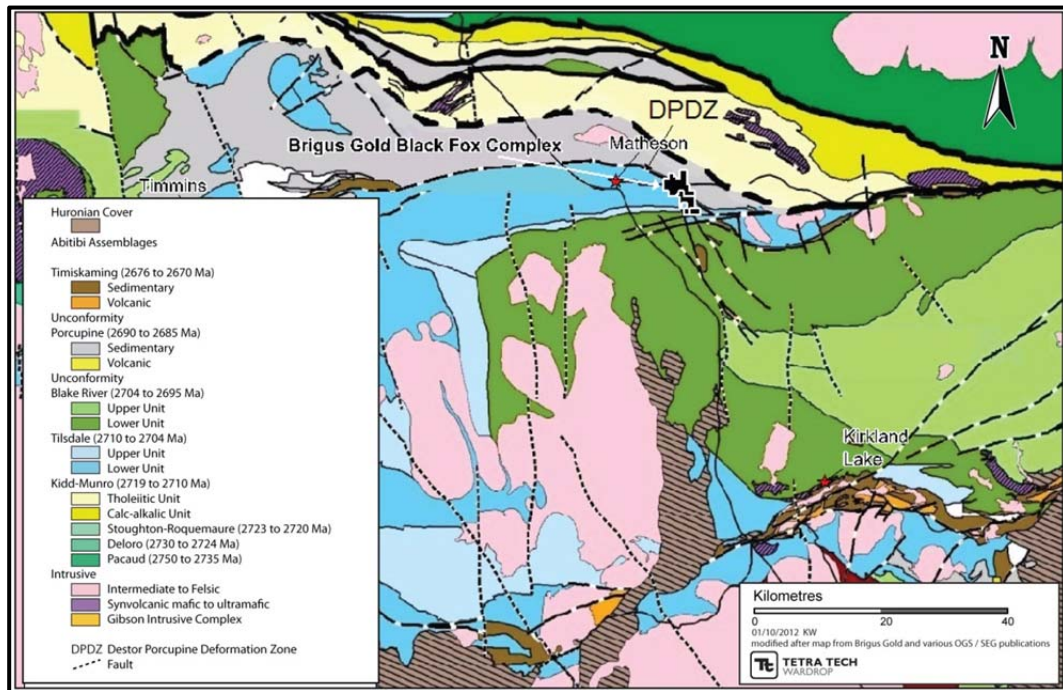 N
DPDZ
Brigus Gold Black Fox Complex
Matheson
Timmins
Kirkland
Lake
Huronian Cover
Abitibi Assemblages
Timiskaming (2676 to 2670 Ma)
Sedimentary
Volcanic
Unconformity
Porcupine (2690 to 2685 Ma)
Sedimentary
Volcanic
Unconformity
Blake River (2704 to 2695 Ma)
Upper Unit
Lower Unit
Tilsdale (2710 to 2704 Ma)
Upper Unit
Lower Unit
Kidd-Munro (2719 to 2710 Ma)
Tholeiitic Unit
Calc-alkalic Unit
Stoughton-Roquemaure (2723 to 2720 Ma)
Deloro (2730 to 2724 Ma)
Pacaud (2750 to 2735 Ma)
Intrusive
Intermediate to Felsic
Synvolcanic mafic to ultramafic
Gibson Intrusive Complex
DPDZ Destor Porcupine Deformation Zone
Fault
Kilometres
0 20 40
01/10/2012 KW
modified after map from Brigus Gold and various OGS / SEG publications
Tt TETRA TECH
WARDROP